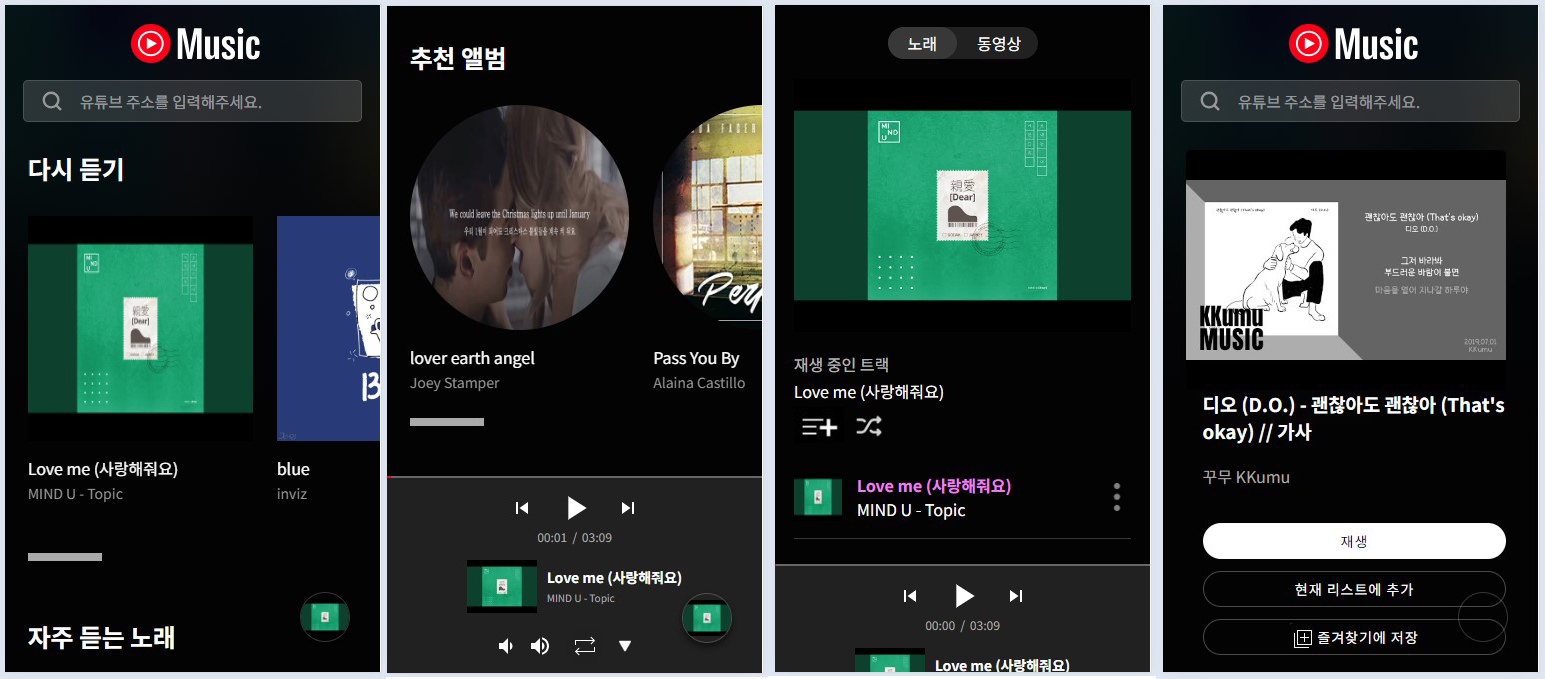 Music
유튜브 주소를 입력해주세요.
다시 듣기
MI
ND
U
親愛
[Dear]
Love me (사랑해줘요)
MIND U - Topic
blue
inviz
자주 듣는 노래
추천 앨범
We could leave the Christmas lights up until January
우리 1월이 되어도 크리스마스 불빛들을 계속 켜 둬요
lover earth angel
Joey Stamper
Pass You By
Alaina Castillo
00:01 / 03:09
Love me (사랑해줘요)
MIND U - Topic
노래
동영상
MI
ND
U
親愛
[Dear]
재생 중인 트랙
Love me (사랑해줘요)
Love me (사랑해줘요)
MIND U - Topic
00:00 / 03:09
Love me (사랑해줘요)
Music
유튜브 주소를 입력해주세요.
괜찮아도 괜찮아 (That's okay)
디오 (D.O.)
그저 바라봐
부드러운 바람이 불면
마음을 열어 지나갈 하루야
KKumu
MUSIC
2019.07.01
KKumu
디오 (D.O.) - 괜찮아도 괜찮아 (That's
okay) // 가사
꾸무 KKumu
재생
현재 리스트에 추가
즐겨찾기에 저장